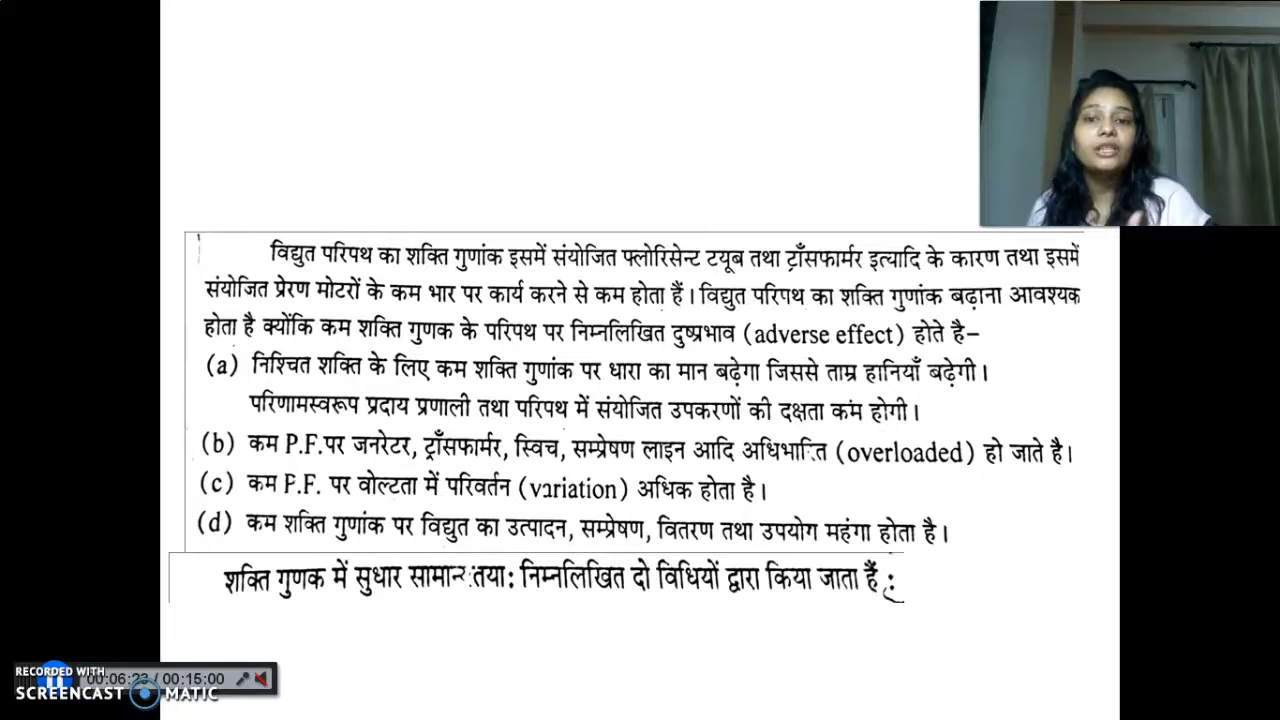 विद्युत परिपथ का शक्ति गुणांक इसमें संयोजित फ्लोरिसेन्ट टयूब तथा ट्राँसफार्मर इत्यादि के कारण तथा इसमें
संयोजित प्रेरण मोटरों के कम भार पर कार्य करने से कम होता हैं। विद्युत परिपथ का शक्ति गुणांक बढ़ाना आवश्यक
होता है क्योंकि कम शक्ति गुणक के परिपथ पर निम्नलिखित दुष्प्रभाव (adverse effect) होते है–
(a) निश्चित शक्ति के लिए कम शक्ति गुणांक पर धारा का मान बढ़ेगा जिससे ताम्र हानियाँ बढ़ेगी।
परिणामस्वरूप प्रदाय प्रणाली तथा परिपथ में संयोजित उपकरणों की दक्षता कम होगी।
(b) कम P.F. पर जनरेटर, ट्राँसफार्मर, स्विच, सम्प्रेषण लाइन आदि अधिभारित (overloaded) हो जाते है।
(c) कम P.F. पर वोल्टता में परिवर्तन (variation) अधिक होता है।
(d) कम शक्ति गुणांक पर विद्युत का उत्पादन, सम्प्रेषण, वितरण तथा उपयोग महंगा होता है।
शक्ति गुणक में सुधार सामान्तया: निम्नलिखित दो विधियों द्वारा किया जाता हैं :
RECORDED WITH
00:06:23 / 00:15:00
SCREENCAST MATIC